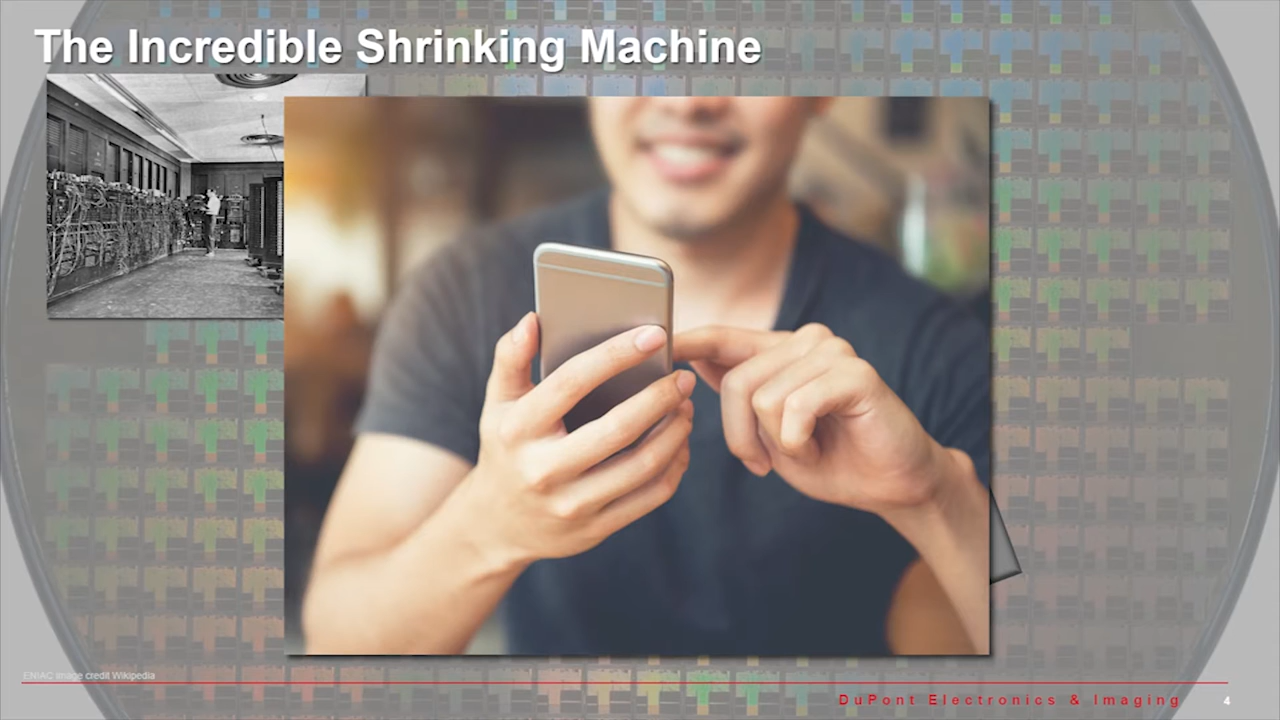 The Incredible Shrinking Machine
ENIAC image credit Wikipedia
DuPont Electronics & Imaging
4